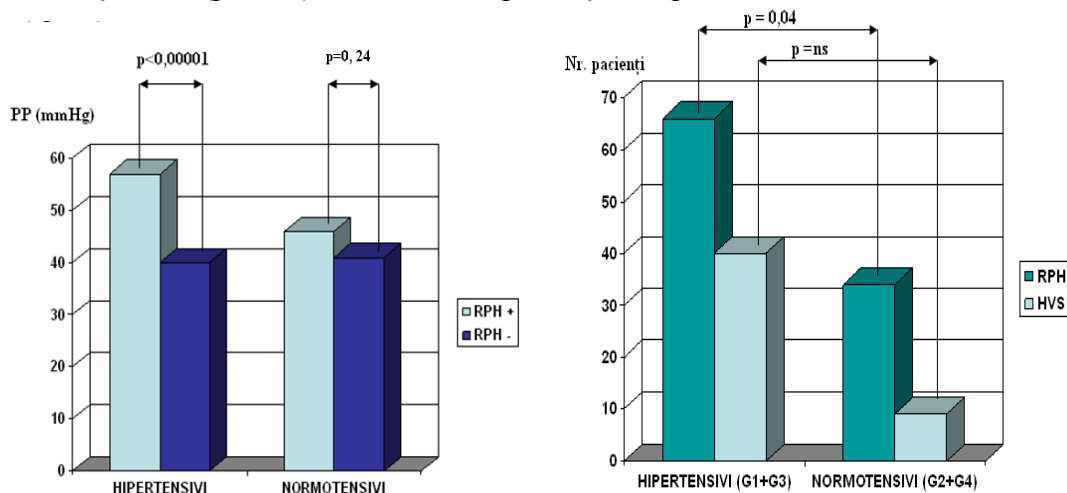 p<0,00001
p=0, 24
PP (mmHg)
60
50
40
30
20
10
0
HIPERTENSIVI
NORMOTENSIVI
RPH +
RPH -
p = 0,04
p =ns
Nr. pacienți
70
60
50
40
30
20
10
0
HIPERTENSIVI (G1+G3)
NORMOTENSIVI (G2+G4)
RPH
HVS